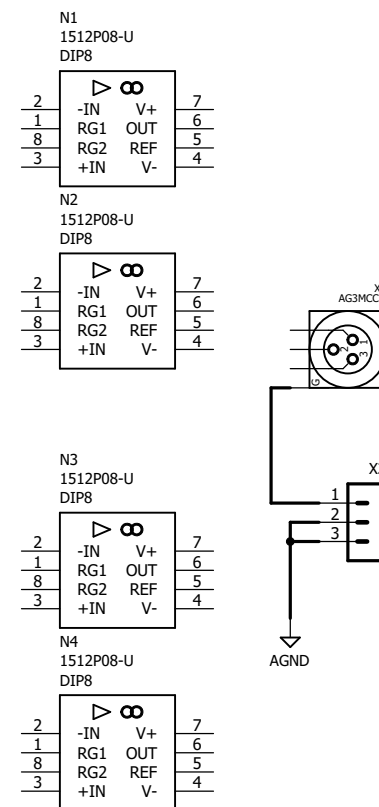 N1
1512P08-U
DIP8
2 -IN V+ 7
1 RG1 OUT 6
8 RG2 REF 5
3 +IN V- 4
N2
1512P08-U
DIP8
2 -IN V+ 7
1 RG1 OUT 6
8 RG2 REF 5
3 +IN V- 4
AG3MCC
1
2
3
G
N3
1512P08-U
DIP8
2 -IN V+ 7
1 RG1 OUT 6
8 RG2 REF 5
3 +IN V- 4
1
2
3
AGND
N4
1512P08-U
DIP8
2 -IN V+ 7
1 RG1 OUT 6
8 RG2 REF 5
3 +IN V- 4